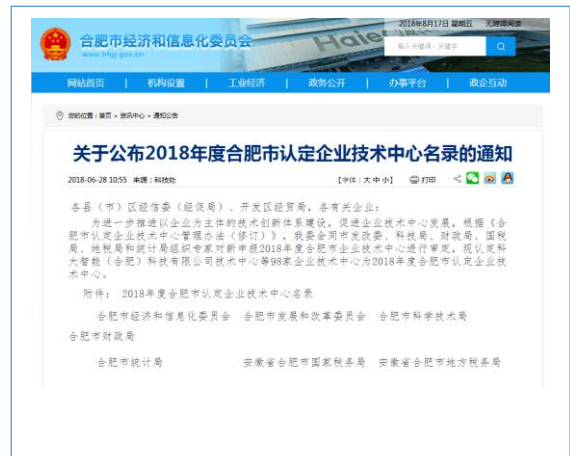 2018年8月17日 星期五 无障碍阅读
合肥市经济和信息化委员会
www.hfgj.gov.cn
Haier
输入关键词，关键字
网站首页 | 机构设置 | 工业经济 | 政务公开 | 办事平台 | 政企互动
您的位置：首页 » 资讯中心 » 通知公告
关于公布2018年度合肥市认定企业技术中心名录的通知
2018-06-28 10:55 来源：科技处 【字体：大 中 小】 打印
各县（市）区经信委（经促局）、开发区经贸局，各有关企业：
为进一步推进以企业为主体的技术创新体系建设，促进企业技术中心发展，根据《合
肥市认定企业技术中心管理办法（修订）》，我委会同市发改委、科技局、财政局、国税
局、地税局和统计局组织专家对新申报2018年度合肥市企业技术中心进行审定，现认定科
大智能（合肥）科技有限公司技术中心等98家企业技术中心为2018年度合肥市认定企业技
术中心。
附件： 2018年度合肥市认定企业技术中心名录
合肥市经济和信息化委员会 合肥市发展和改革委员会 合肥市科学技术局
合肥市财政局
合肥市统计局 安徽省合肥市国家税务局 安徽省合肥市地方税务局